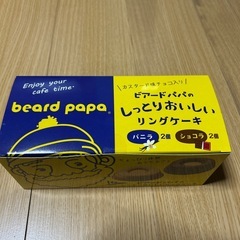 Enjoy your
cafe time♪
beard papa®
カスタード味チョコ入り
ビアードパパの
しっとりおいしい
リングケーキ
バニラ 2個
ショコラ 2個